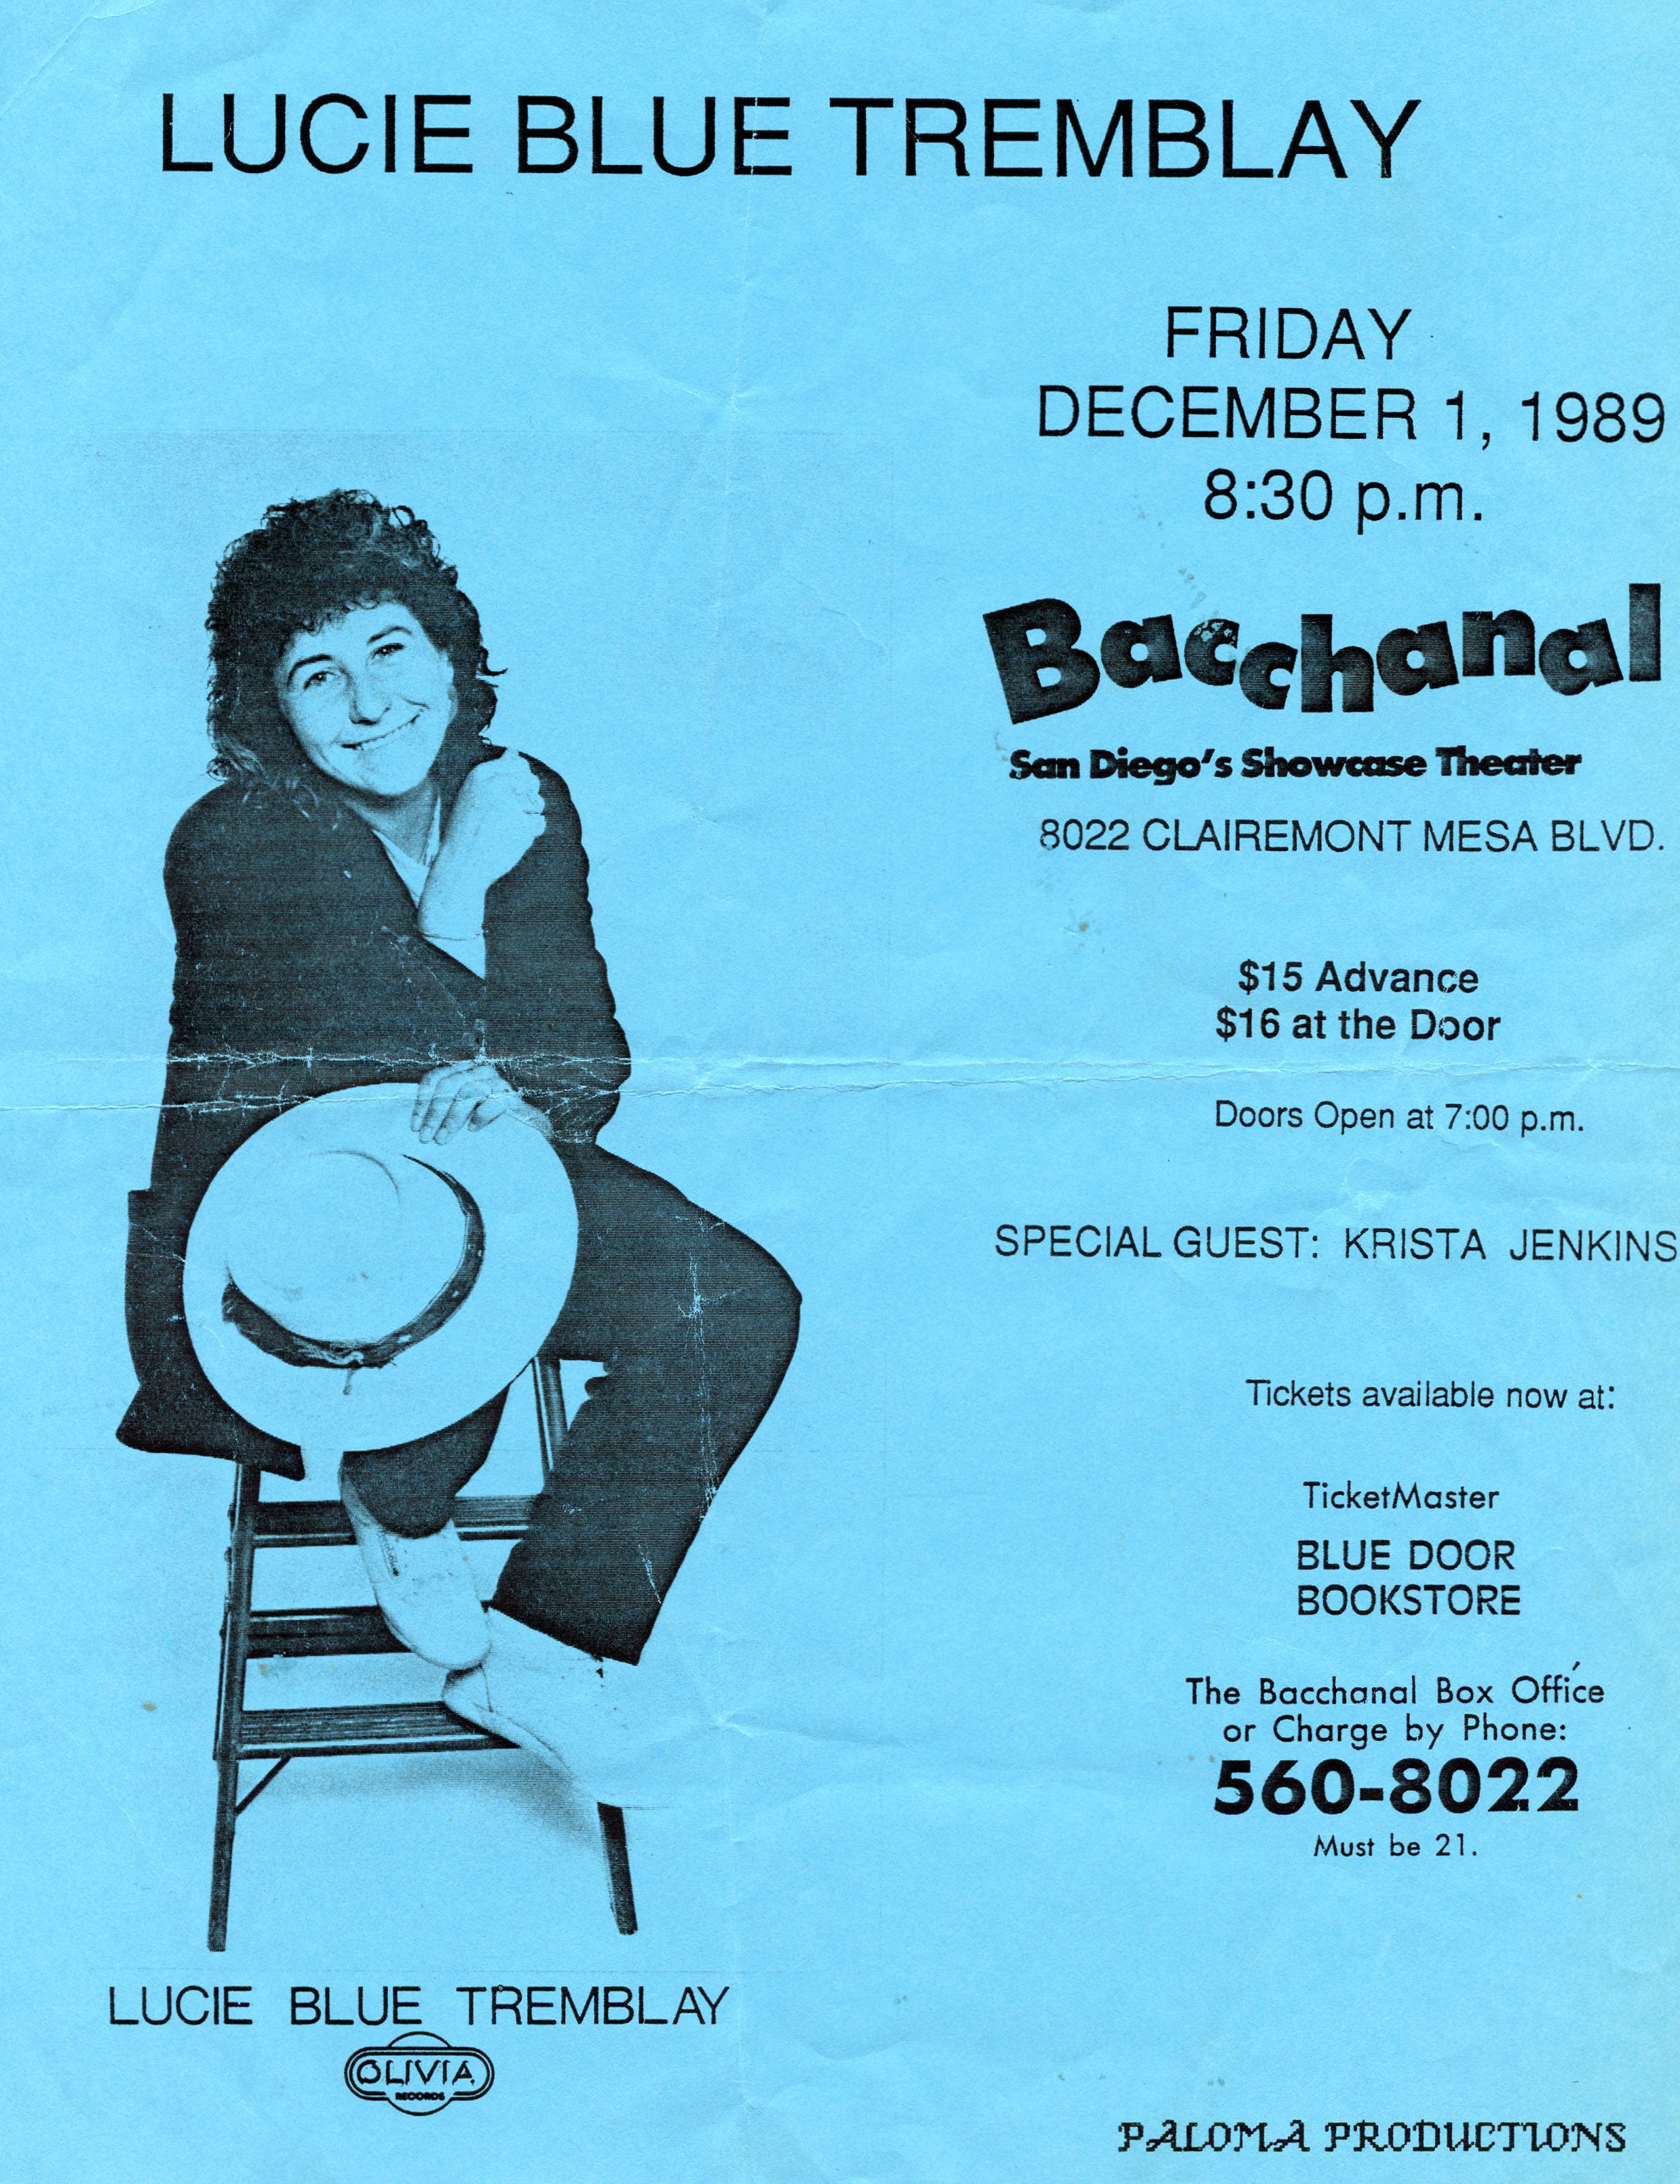 LUCIE BLUE TREMBLAY
FRIDAY
DECEMBER 1, 1989
8:30 p.m.
Bacchanal
San Diego's Showcase Theater
8022 CLAIREMONT MESA BLVD.
$15 Advance
$16 at the Door
Doors Open at 7:00 p.m.
SPECIAL GUEST: KRISTA JENKINS
Tickets available now at:
TicketMaster
BLUE DOOR
BOOKSTORE
The Bacchanal Box Office
or Charge by Phone:
560-8022
Must be 21.
LUCIE BLUE TREMBLAY
OLIVIA
RECORDS
PALOMA PRODUCTIONS